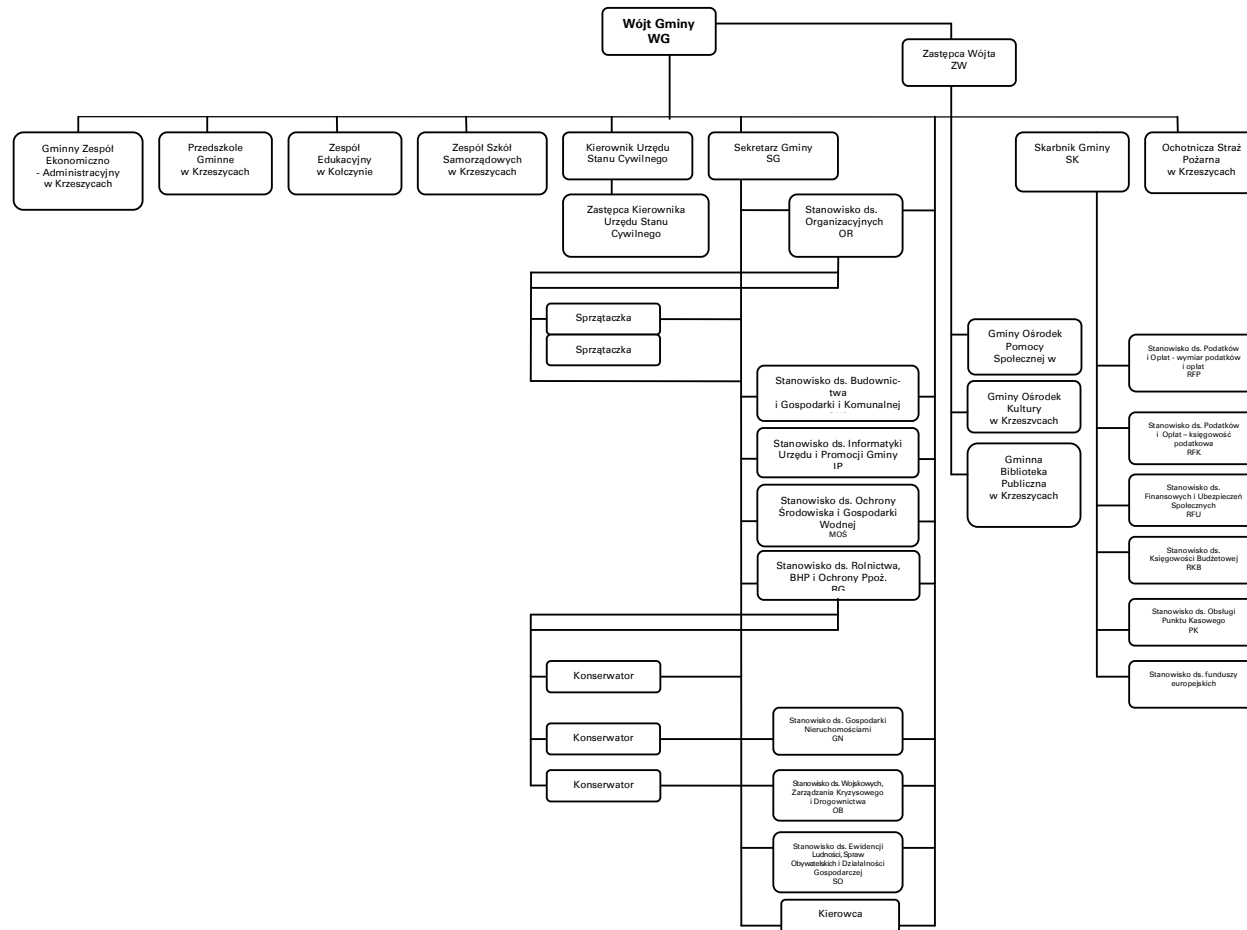 Wójt Gminy
WG
Zastępca Wójta
ZW
Gminny Zespół
Ekonomiczno
- Administracyjny
w Krzeszycach
Przedszkole
Gminne
w Krzeszycach
Zespół
Edukacyjny
w Kołczynie
Zespół Szkół
Samorządowych
w Krzeszycach
Kierownik Urzędu
Stanu Cywilnego
Sekretarz Gminy
SG
Skarbnik Gminy
SK
Ochotnicza Straż
Pożarna
w Krzeszycach
Zastępca Kierownika
Urzędu Stanu
Cywilnego
Stanowisko ds.
Organizacyjnych
OR
Sprzątaczka
Sprzątaczka
Gminy Ośrodek
Pomocy
Społecznej w
Gminy Ośrodek
Kultury
w Krzeszycach
Gminna
Biblioteka
Publiczna
w Krzeszycach
Stanowisko ds. Podatków
i Opłat - wymiar podatków
i opłat
RFP
Stanowisko ds. Podatków
i Opłat – księgowość
podatkowa
RFK
Stanowisko ds.
Finansowych i Ubezpieczeń
Społecznych
RFU
Stanowisko ds.
Księgowości Budżetowej
RKB
Stanowisko ds. Obsługi
Punktu Kasowego
PK
Stanowisko ds. funduszy
europejskich
Stanowisko ds. Budownic-
twa
i Gospodarki i Komunalnej
Stanowisko ds. Informatyki
Urzędu i Promocji Gminy
IP
Stanowisko ds. Ochrony
Środowiska i Gospodarki
Wodnej
MOŚ
Stanowisko ds. Rolnictwa,
BHP i Ochrony Ppoż.
RG
Konserwator
Konserwator
Konserwator
Stanowisko ds. Gospodarki
Nieruchomościami
GN
Stanowisko ds. Wojskowych,
Zarządzania Kryzysowego
i Drogownictwa
OB
Stanowisko ds. Ewidencji
Ludności, Spraw
Obywatelskich i Działalności
Gospodarczej
SO
Kierowca